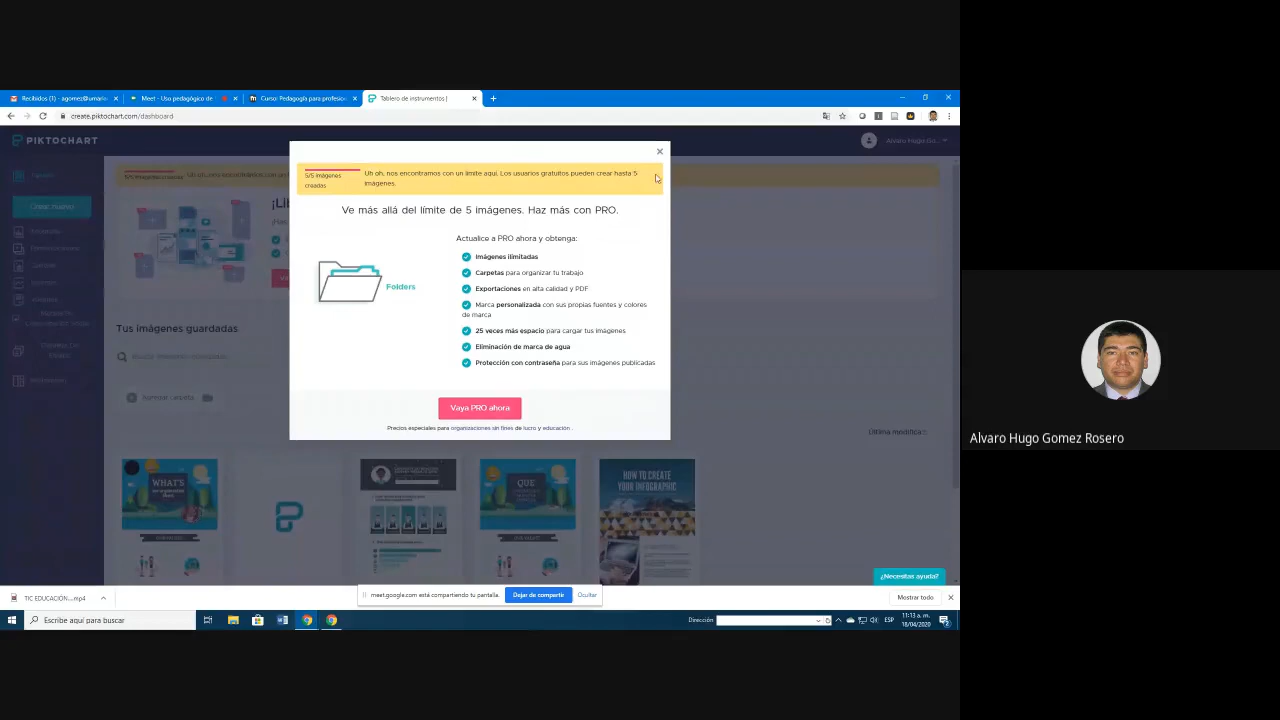 Recibidos (1) - agomez@umario
Meet - Uso pedagógico de
Curso: Pedagogía para profesio
Tablero de instrumentos |
create.piktochart.com/dashboard
PIKTOCHART
Alvaro Hugo Go...
5/5 imágenes creadas
Uh oh, nos encontramos con un límite aquí. Los usuarios gratuitos pueden crear hasta 5
imágenes.
Ve más allá del límite de 5 imágenes. Haz más con PRO.
Actualice a PRO ahora y obtenga:
Imágenes ilimitadas
Carpetas para organizar tu trabajo
Folders
Exportaciones en alta calidad y PDF
Marca personalizada con sus propias fuentes y colores
de marca
25 veces más espacio para cargar tus imágenes
Eliminación de marca de agua
Protección con contraseña para sus imágenes publicadas
Vaya PRO ahora
Precios especiales para organizaciones sin fines de lucro y educación .
Tus imágenes guardadas
WHAT'S
QUE
HOW TO CREATE
YOUR INFOGRAPHIC
¿Necesitas ayuda?
TIC EDUCACIÓN....mp4
meet.google.com está compartiendo tu pantalla.
Dejar de compartir
Ocultar
Mostrar todo
Escribe aquí para buscar
Dirección
ESP
11:13 a. m.
18/04/2020
Alvaro Hugo Gomez Rosero